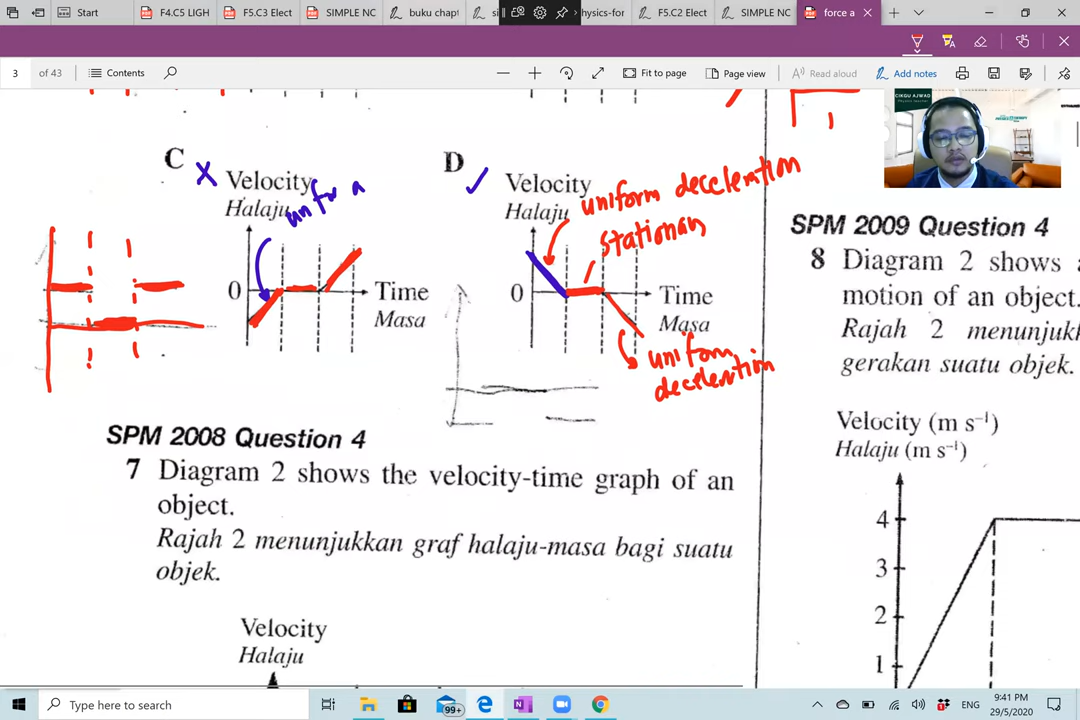 Start
F4.C5 LIGH
F5.C3 Elect
SIMPLE NC
buku chapt
si
hysics-for
F5.C2 Elect
SIMPLE NC
force a
3 of 43
Contents
Fit to page
Page view
Read aloud
Add notes
CIKGU AJWAD
C
X
Velocity
Halaju
unifor a
0
Time
Masa
D
✓
Velocity
Halaju
uniform deceleration
stationary
0
Time
Masa
uniform
deceleration
SPM 2008 Question 4
7 Diagram 2 shows the velocity-time graph of an
object.
Rajah 2 menunjukkan graf halaju-masa bagi suatu
objek.
Velocity
Halaju
SPM 2009 Question 4
8 Diagram 2 shows a
motion of an object.
Rajah 2 menunjukk
gerakan suatu objek.
Velocity (m s⁻¹)
Halaju (m s⁻¹)
4
3
2
1
Type here to search
99+
ENG
9:41 PM
29/5/2020